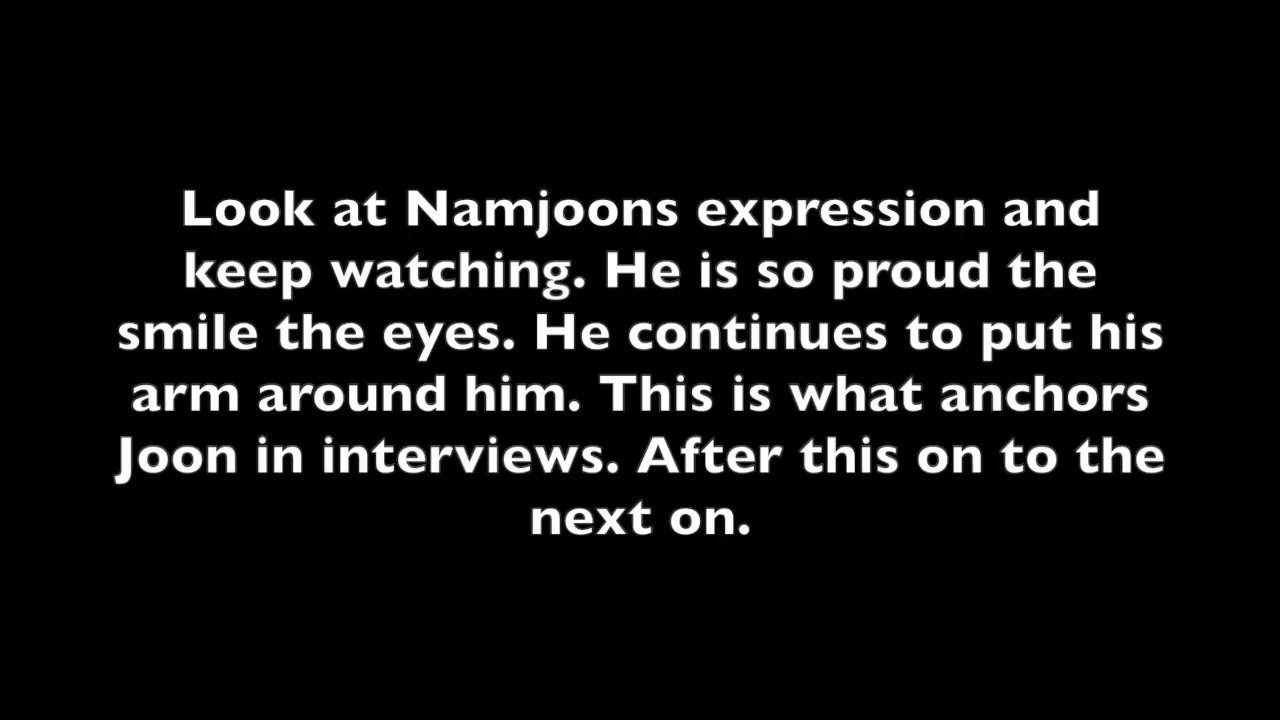 Look at Namjoons expression and
keep watching. He is so proud the
smile the eyes. He continues to put his
arm around him. This is what anchors
Joon in interviews. After this on to the
next on.